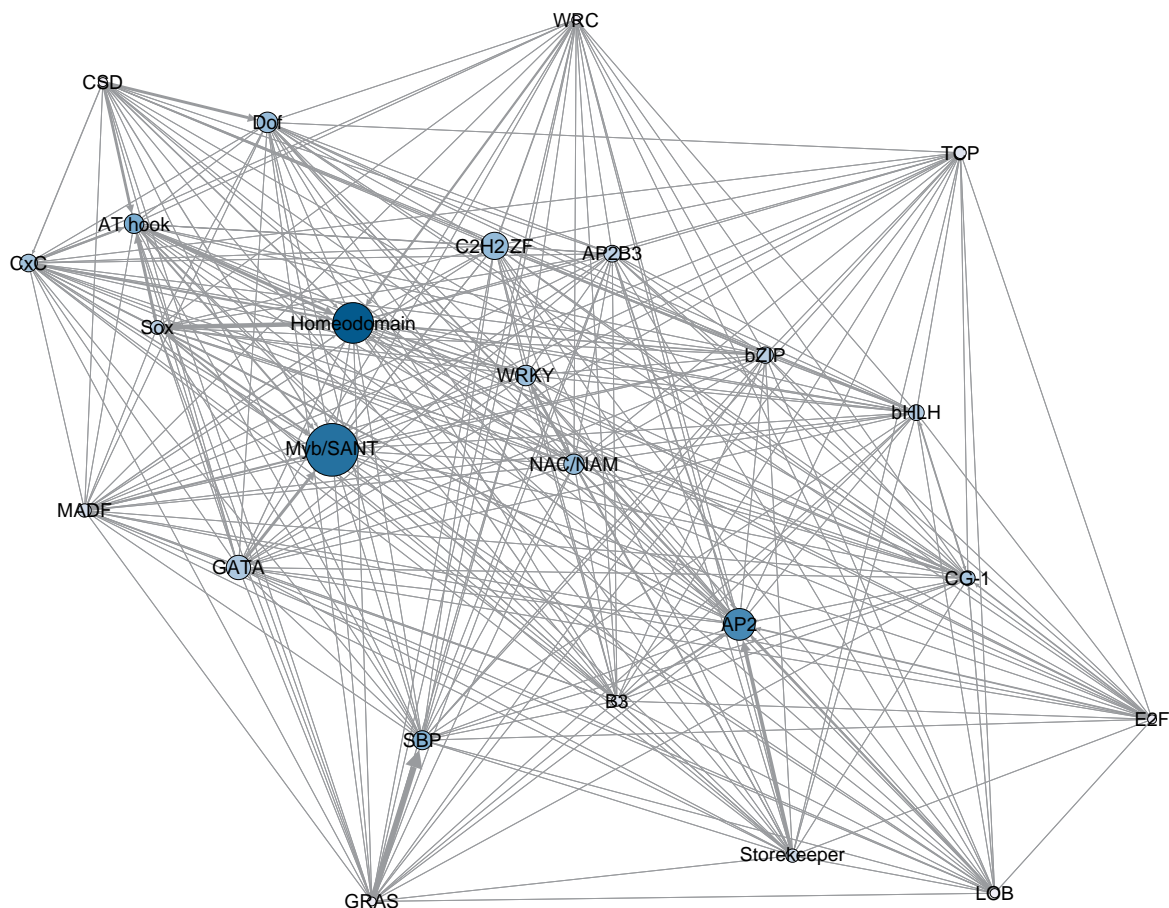 WRC
CSD
Dof
TCP
AT hook
C2H2 ZF
AP2B3
CxC
Homeodomain
Sox
bZIP
WRKY
bHLH
Myb/SANT
NAC/NAM
MADF
GATA
CG-1
AP2
B3
E2F
SBP
Storekeeper
LOB
GRAS